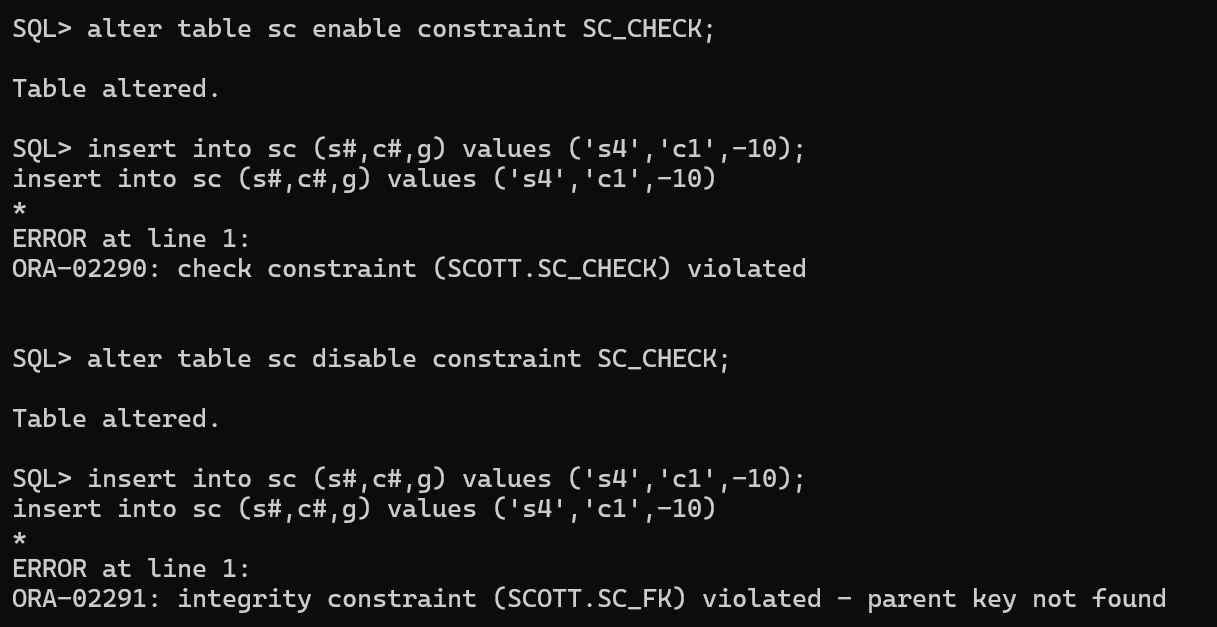 SQL> alter table sc enable constraint SC_CHECK;
Table altered.
SQL> insert into sc (s#,c#,g) values ('s4','c1',-10);
insert into sc (s#,c#,g) values ('s4','c1',-10)
*
ERROR at line 1:
ORA-02290: check constraint (SCOTT.SC_CHECK) violated
SQL> alter table sc disable constraint SC_CHECK;
Table altered.
SQL> insert into sc (s#,c#,g) values ('s4','c1',-10);
insert into sc (s#,c#,g) values ('s4','c1',-10)
*
ERROR at line 1:
ORA-02291: integrity constraint (SCOTT.SC_FK) violated - parent key not found